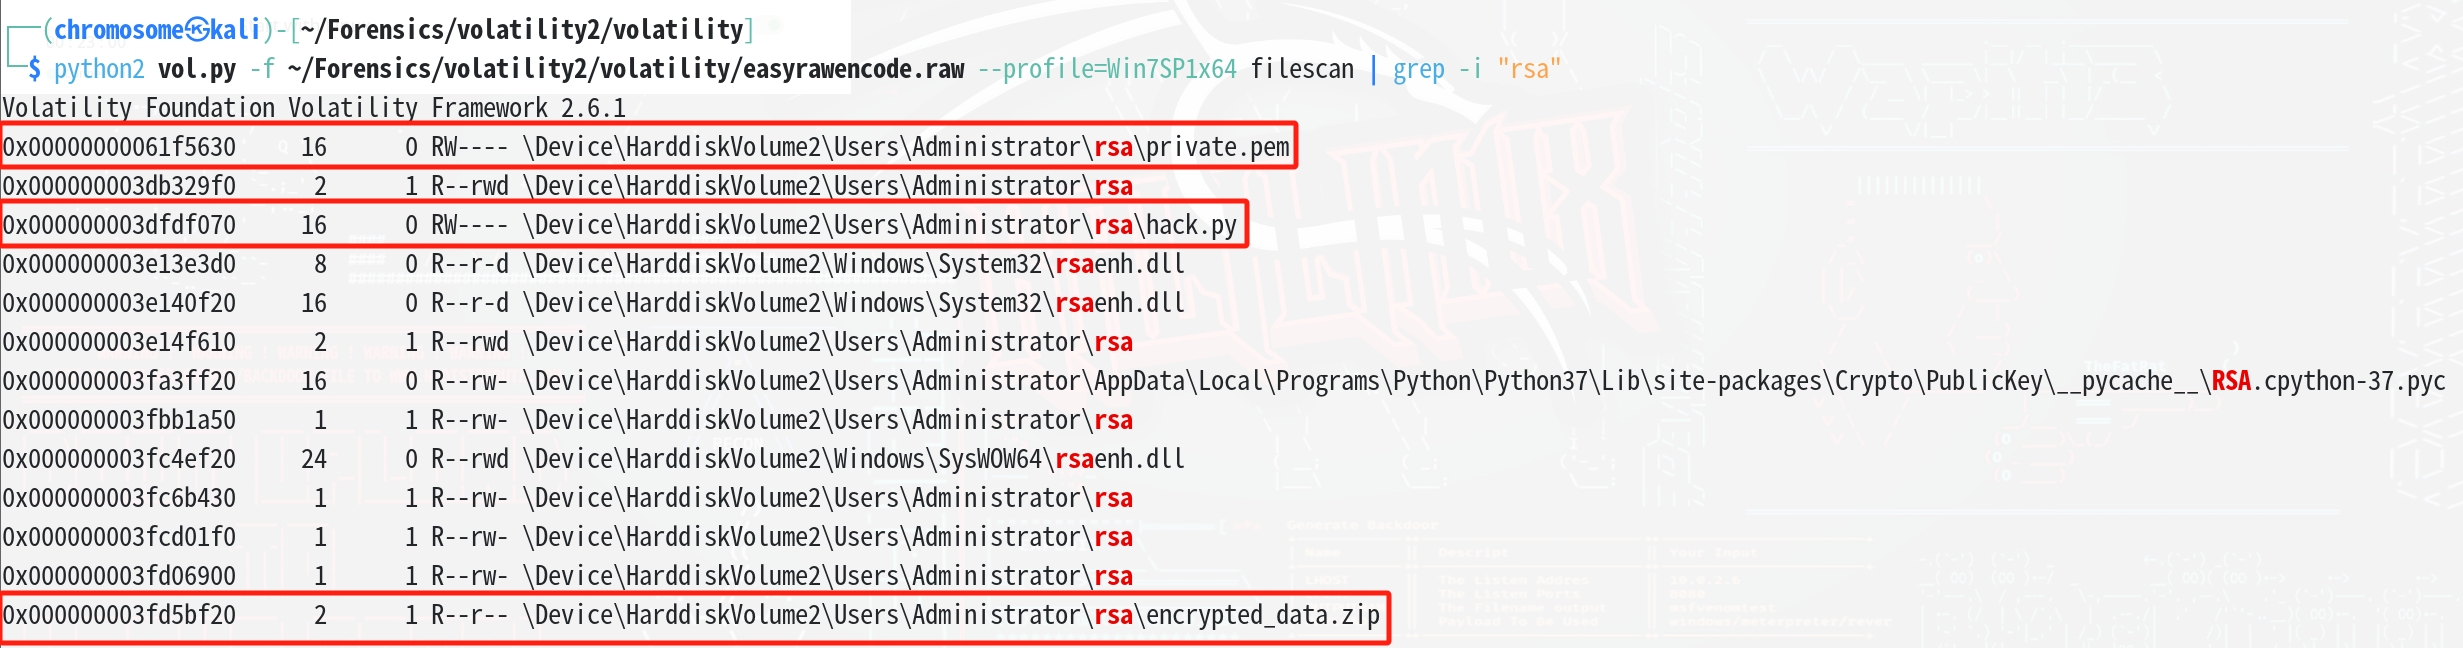 ┌──(chromosome㉿kali)-[~/Forensics/volatility2/volatility]
└─$ python2 vol.py -f ~/Forensics/volatility2/volatility/easyrawencode.raw --profile=Win7SP1x64 filescan | grep -i "rsa"
Volatility Foundation Volatility Framework 2.6.1
0x00000000061f5630     16      0 RW---- \Device\HarddiskVolume2\Users\Administrator\rsa\private.pem
0x000000003db329f0      2      1 R--rwd \Device\HarddiskVolume2\Users\Administrator\rsa
0x000000003dfdf070     16      0 RW---- \Device\HarddiskVolume2\Users\Administrator\rsa\hack.py
0x000000003e13e3d0      8      0 R--r-d \Device\HarddiskVolume2\Windows\System32\rsaenh.dll
0x000000003e140f20     16      0 R--r-d \Device\HarddiskVolume2\Windows\System32\rsaenh.dll
0x000000003e14f610      2      1 R--rwd \Device\HarddiskVolume2\Users\Administrator\rsa
0x000000003fa3ff20     16      0 R--rw- \Device\HarddiskVolume2\Users\Administrator\AppData\Local\Programs\Python\Python37\Lib\site-packages\Crypto\PublicKey\__pycache__\RSA.cpython-37.pyc
0x000000003fbb1a50      1      1 R--rw- \Device\HarddiskVolume2\Users\Administrator\rsa
0x000000003fc4ef20     24      0 R--rwd \Device\HarddiskVolume2\Windows\SysWOW64\rsaenh.dll
0x000000003fc6b430      1      1 R--rw- \Device\HarddiskVolume2\Users\Administrator\rsa
0x000000003fcd01f0      1      1 R--rw- \Device\HarddiskVolume2\Users\Administrator\rsa
0x000000003fd06900      1      1 R--rw- \Device\HarddiskVolume2\Users\Administrator\rsa
0x000000003fd5bf20      2      1 R--r-- \Device\HarddiskVolume2\Users\Administrator\rsa\encrypted_data.zip